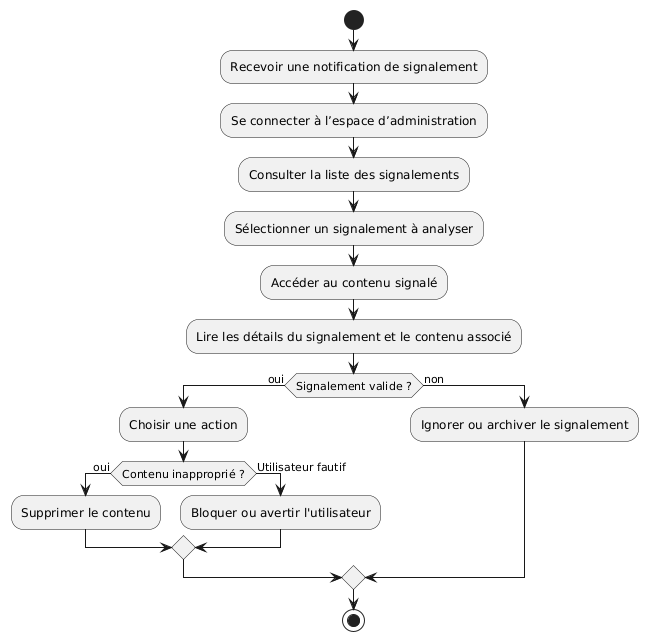 Recevoir une notification de signalement
Se connecter à l’espace d’administration
Consulter la liste des signalements
Sélectionner un signalement à analyser
Accéder au contenu signalé
Lire les détails du signalement et le contenu associé
Signalement valide ?
oui
non
Choisir une action
Ignorer ou archiver le signalement
Contenu inapproprié ?
oui
Utilisateur fautif
Supprimer le contenu
Bloquer ou avertir l'utilisateur